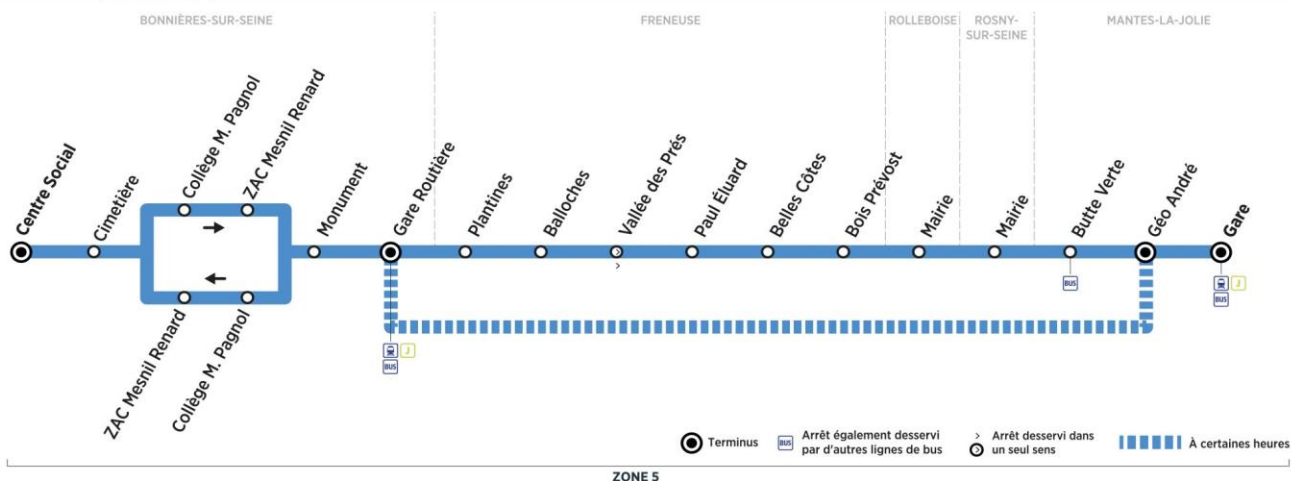 BONNIÈRES-SUR-SEINE
FRENEUSE
ROLLEBOISE
ROSNY-
SUR-SEINE
MANTES-LA-JOLIE
Centre Social
Cimetière
Collège M. Pagnol
ZAC Mesnil Renard
ZAC Mesnil Renard
Collège M. Pagnol
Monument
Gare Routière
Plantines
Balloches
Vallée des Prés
Paul Éluard
Belles Côtes
Bois Prévost
Mairie
Mairie
Butte Verte
Géo André
Gare
J
BUS
BUS
J
BUS
Terminus
BUS
Arrêt également desservi
par d'autres lignes de bus
Arrêt desservi dans
un seul sens
À certaines heures
ZONE 5